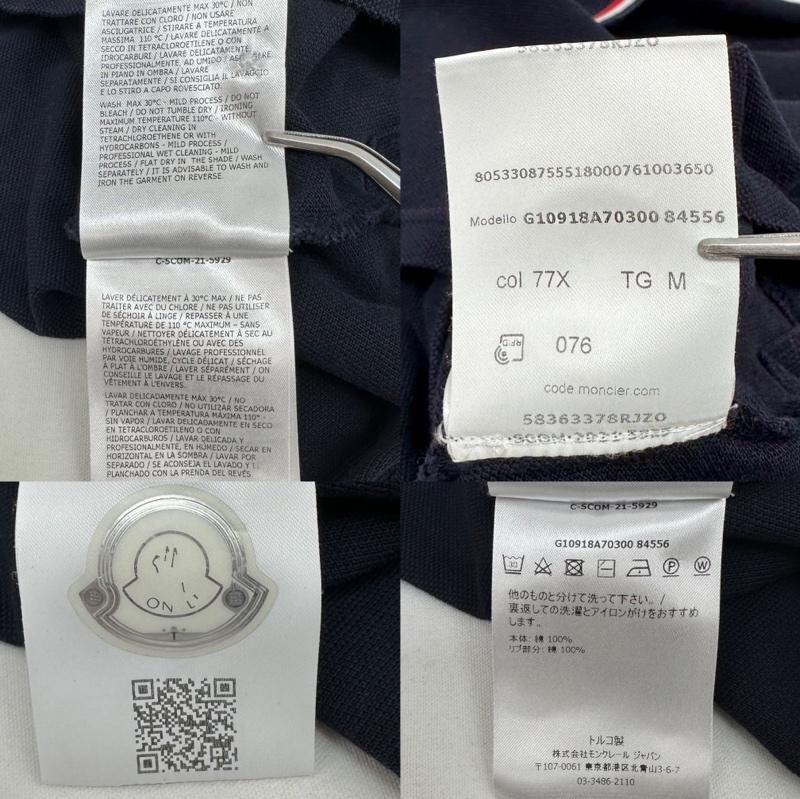 LAVARE DELICATAMENTE MAX 30°C / NON
TRATTARE CON CLORO / NON USARE
ASCIUGATRICE / STIRARE A TEMPERATURA
MASSIMA 110 °C / LAVARE DELICATAMENTE A
SECCO IN TETRACLOROETILENE O CON
IDROCARBURI / LAVARE DELICATAMENTE
PROFESSIONALMENTE, AD UMIDO /
IN PIANO IN OMBRA / LAVARE
SEPARATAMENTE / SI CONSIGLIA IL LAVAGGIO
E LO STIRO A CAPO ROVESCIATO.
WASH MAX 30°C - MILD PROCESS / DO NOT
BLEACH / DO NOT TUMBLE DRY / IRONING
MAXIMUM TEMPERATURE 110°C - WITHOUT
STEAM / DRY CLEANING IN
TETRACHLOROETHENE OR WITH
HYDROCARBONS - MILD PROCESS /
PROFESSIONAL WET CLEANING - MILD
PROCESS / FLAT DRY IN THE SHADE / WASH
SEPARATELY / IT IS ADVISABLE TO WASH AND
IRON THE GARMENT ON REVERSE.
C-SCOM-21-5929
LAVER DÉLICATEMENT À 30°C MAX / NE PAS
TRAITER AVEC DU CHLORE / NE PAS UTILISER
DE SÉCHOIR À LINGE / REPASSER À UNE
TEMPÉRATURE DE 110 °C MAXIMUM – SANS
VAPEUR / NETTOYER DÉLICATEMENT À SEC AU
TÉTRACHLOROÉTHYLÈNE OU AVEC DES
HYDROCARBURES / LAVAGE PROFESSIONNEL
PAR VOIE HUMIDE, CYCLE DÉLICAT / SÉCHAGE
À PLAT À L'OMBRE / LAVER SÉPARÉMENT / ON
CONSEILLE LE LAVAGE ET LE REPASSAGE DU
VÊTEMENT À L'ENVERS.
LAVAR DELICADAMENTE MÁX 30°C / NO
TRATAR CON CLORO / NO UTILIZAR SECADORA
/ PLANCHAR A TEMPERATURA MÁXIMA 110° -
SIN VAPOR / LAVAR DELICADAMENTE EN SECO
EN TETRACLOROETILENO O CON
HIDROCARBUROS / LAVAR DELICADA Y
PROFESIONALMENTE, EN HÚMEDO / SECAR EN
HORIZONTAL EN LA SOMBRA / LAVAR POR
SEPARADO / SE ACONSEJA EL LAVADO Y
PLANCHADO CON LA PRENDA DEL REVÉS
58363378RJZO
8053308755518000761003650
Modello G10918A70300 84556
col 77X TG M
RFID 076
code.moncler.com
58363378RJZO
ON LI
C-SCOM-21-5929
G10918A70300 84556
30 P W
他のものと分けて洗って下さい。/
裏返しての洗濯とアイロンがけをおすすめ
します。
本体: 綿 100%
リブ部分: 綿 100%
トルコ製
株式会社モンクレール ジャパン
〒107-0061 東京都港区北青山3-6-7
03-3486-2110